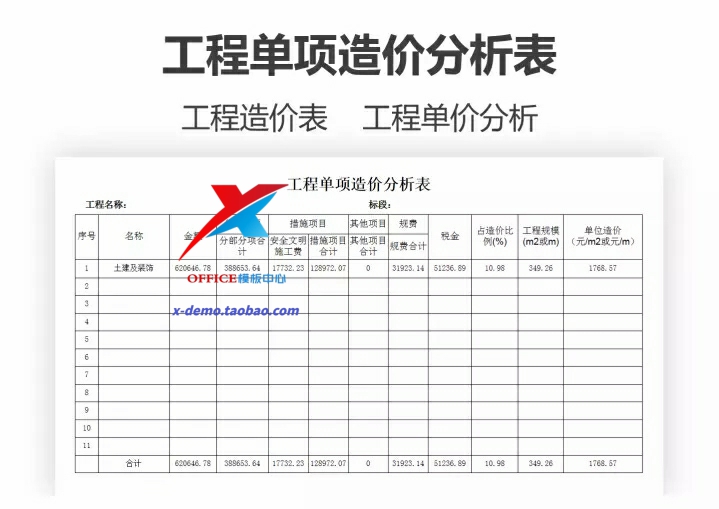 工程单项造价分析表
工程造价表 工程单价分析
工程单项造价分析表
工程名称: 标段:
序号 名称 措施项目 其他项目 规费 税金 占造价比例(%) 工程规模(m2或m) 单位造价(元/m2或元/m)
分部分项合计 安全文明施工费 措施项目合计 其他项目合计 规费合计
1 土建及装饰 620646.78 388653.64 17732.23 128972.07 0 31923.14 51236.89 10.98 349.26 1768.57
OFFICE模板中心
2
3
x-demo.taobao.com
4
5
6
7
8
9
10
11
合计 620646.78 388653.64 17732.23 128972.07 0 31923.14 51236.89 10.98 349.26 1768.57